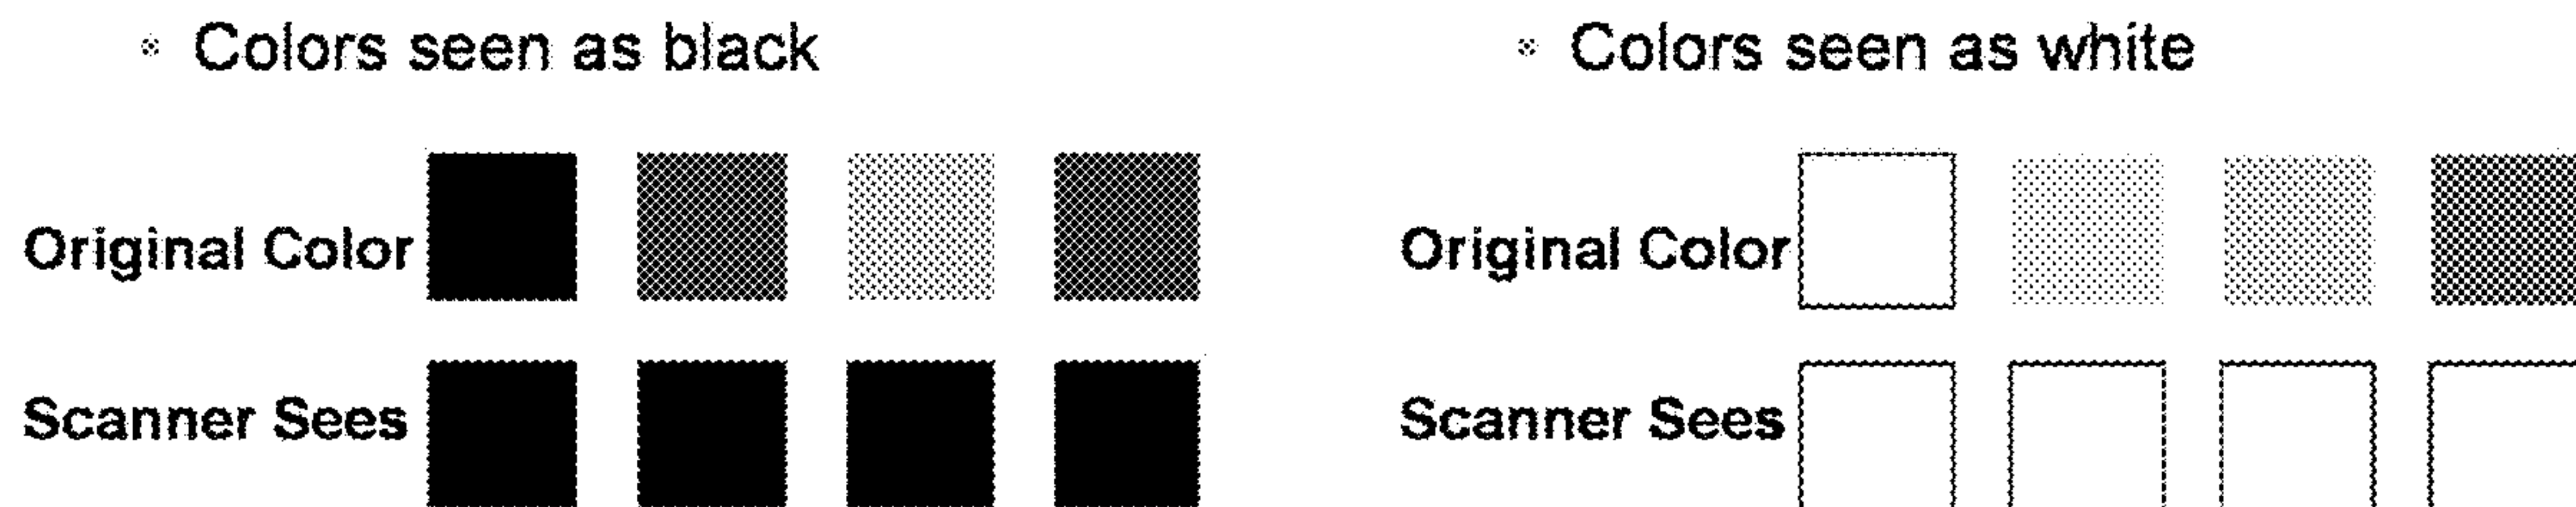 • Colors seen as black
Original Color
Scanner Sees
• Colors seen as white
Original Color
Scanner Sees